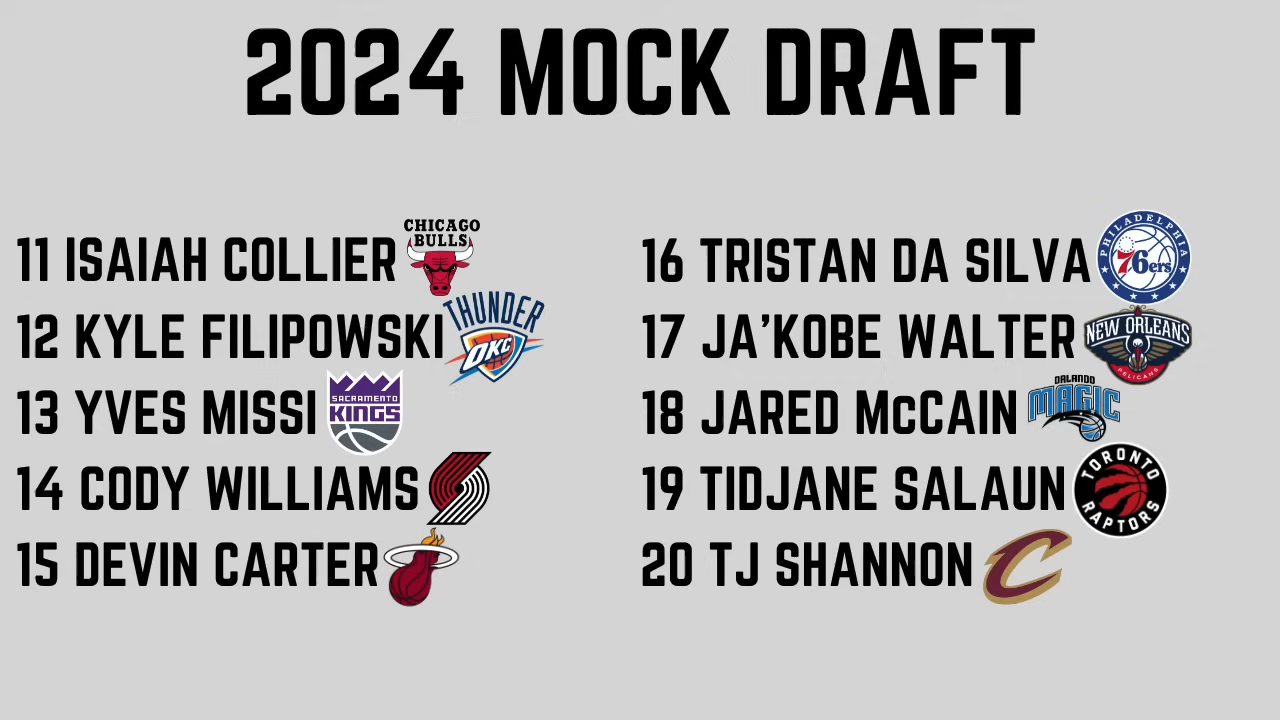 2024 MOCK DRAFT
11 ISAIAH COLLIER
CHICAGO
BULLS
12 KYLE FILIPOWSKI
THUNDER
OKC
13 YVES MISSI
SACRAMENTO
KINGS
14 CODY WILLIAMS
15 DEVIN CARTER
16 TRISTAN DA SILVA
PHILADELPHIA
76ers
17 JA'KOBE WALTER
NEW ORLEANS
PELICANS
18 JARED McCAIN
ORLANDO
MAGIC
19 TIDJANE SALAUN
TORONTO
RAPTORS
20 TJ SHANNON
C